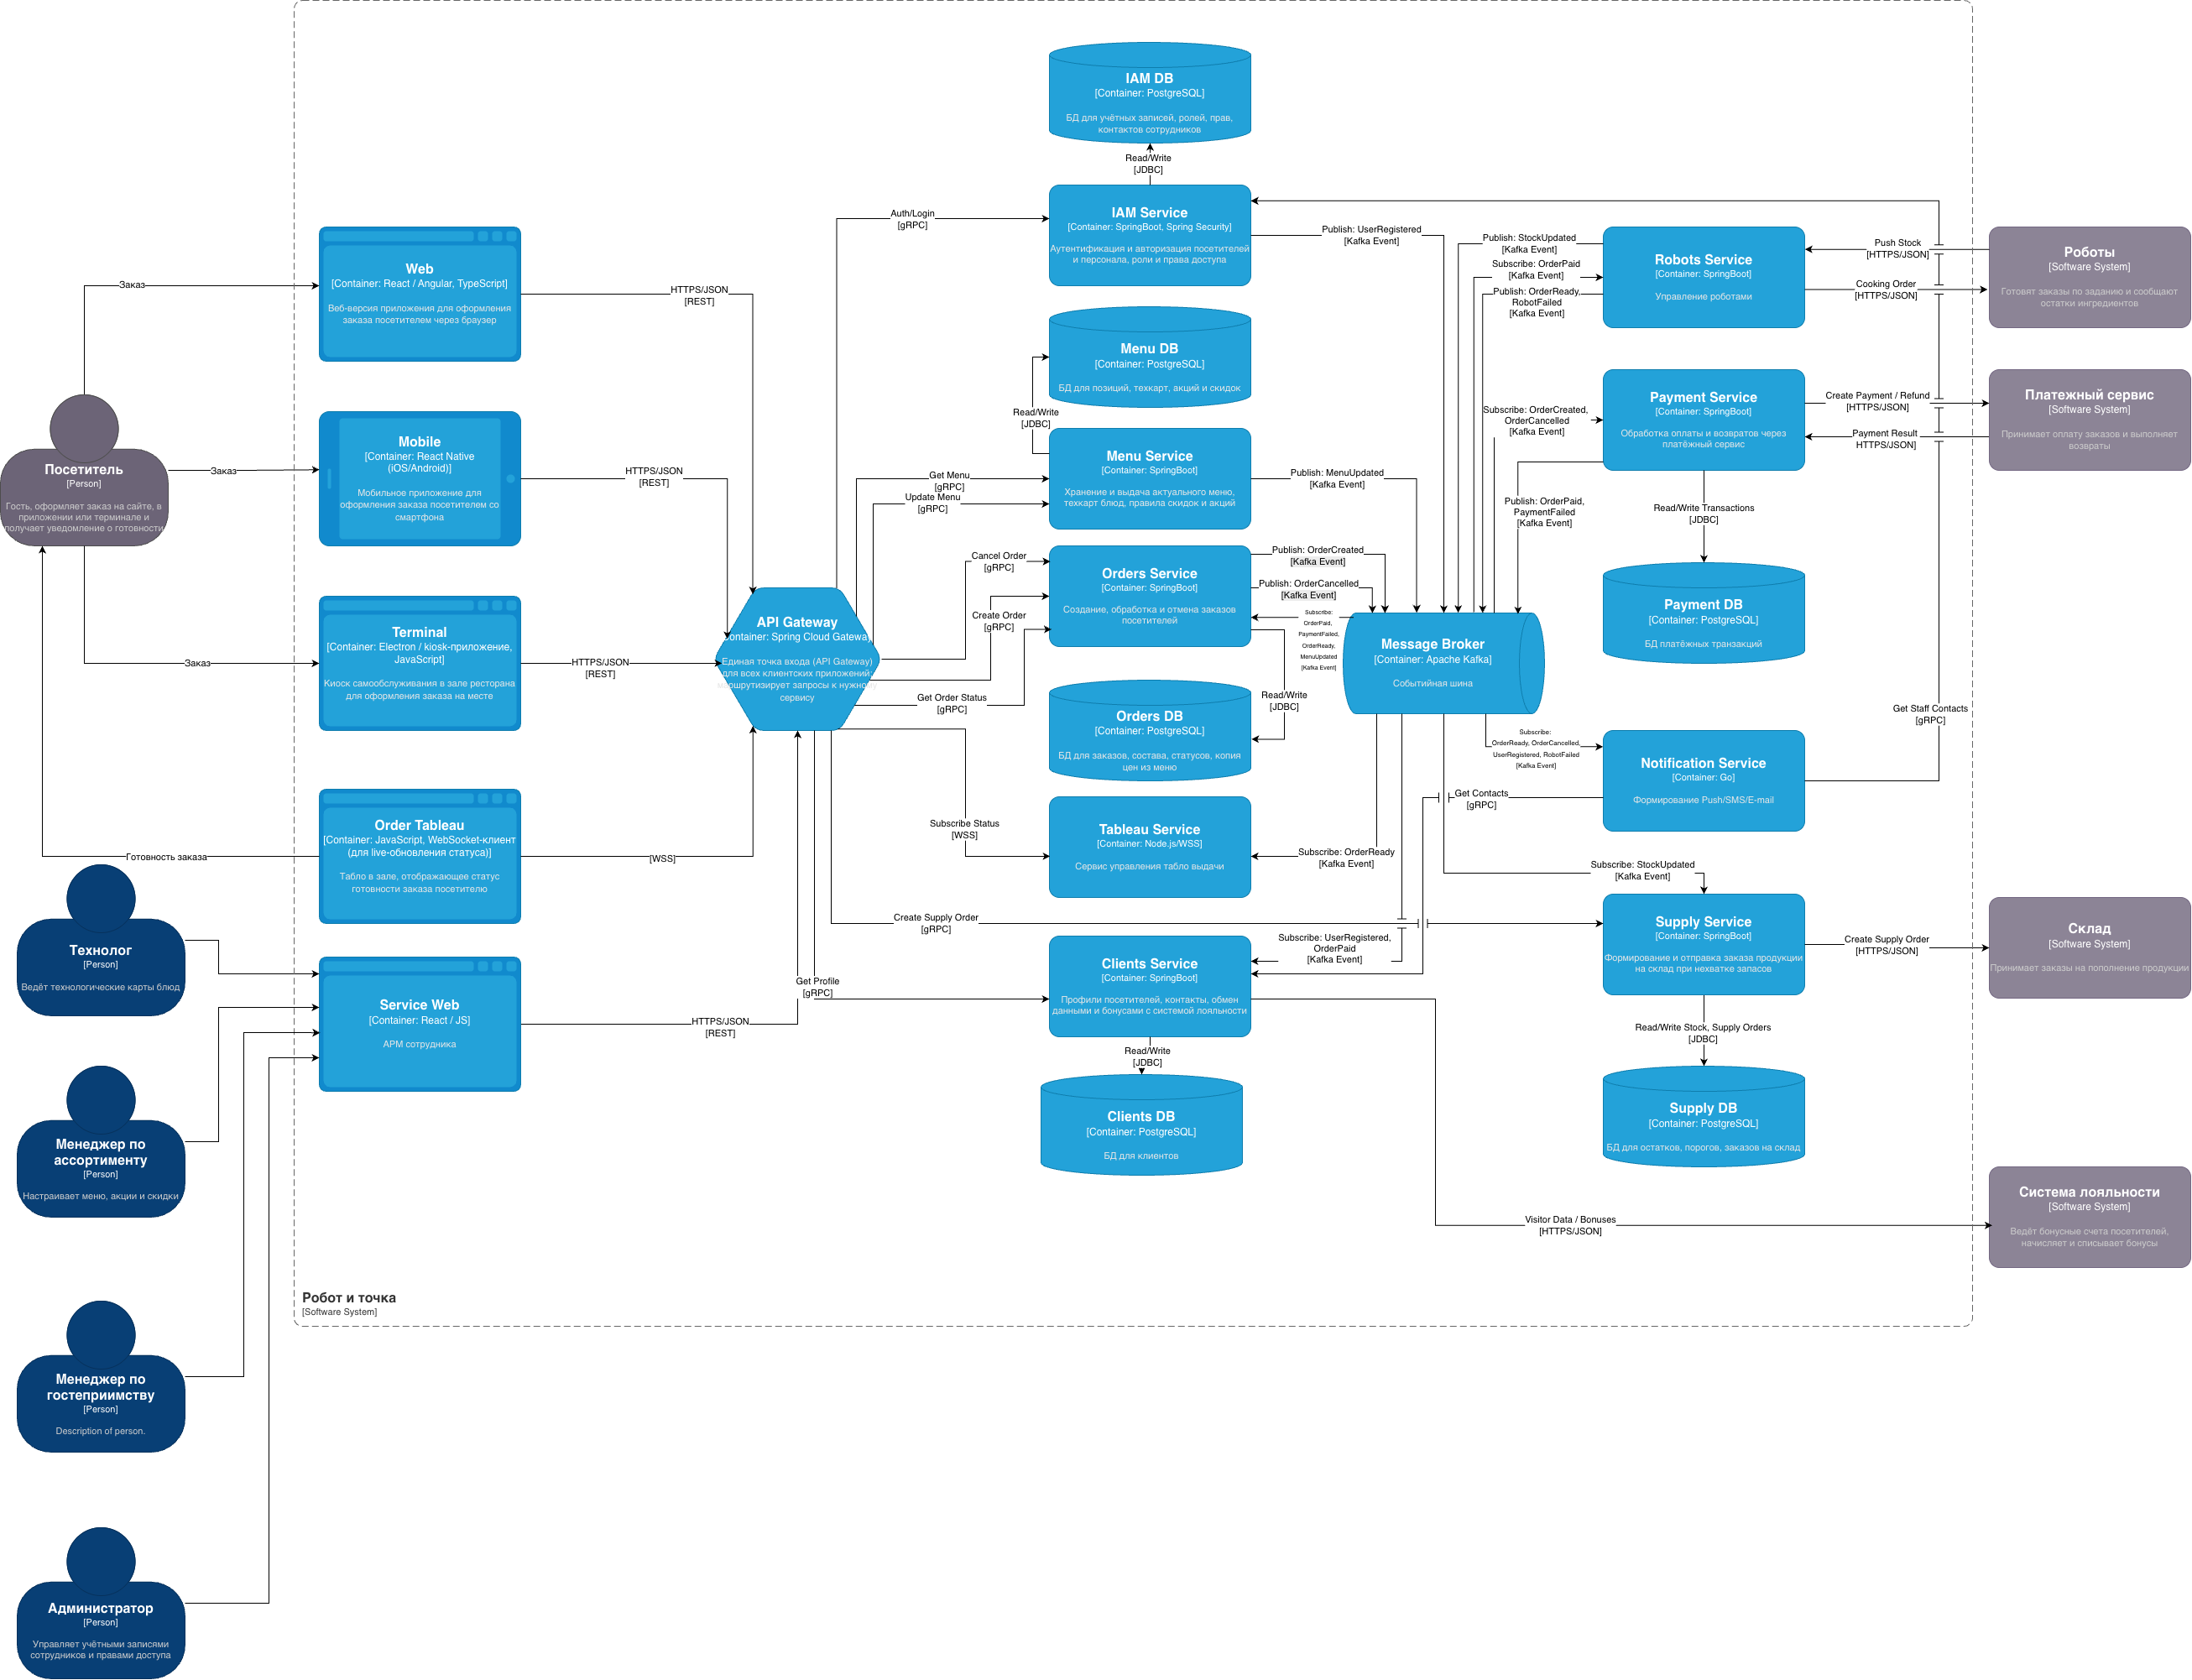 IAM DB
[Container: PostgreSQL]
БД для учётных записей, ролей, прав,
контактов сотрудников
Read/Write
[JDBC]
IAM Service
[Container: SpringBoot, Spring Security]
Аутентификация и авторизация посетителей
и персонала, роли и права доступа
Auth/Login
[gRPC]
Publish: UserRegistered
[Kafka Event]
Web
[Container: React / Angular, TypeScript]
Веб-версия приложения для оформления
заказа посетителем через браузер
Заказ
HTTPS/JSON
[REST]
Publish: StockUpdated
[Kafka Event]
Subscribe: OrderPaid
[Kafka Event]
Publish: OrderReady,
RobotFailed
[Kafka Event]
Robots Service
[Container: SpringBoot]
Управление роботами
Push Stock
[HTTPS/JSON]
Cooking Order
[HTTPS/JSON]
Роботы
[Software System]
Готовят заказы по заданию и сообщают
остатки ингредиентов
Menu DB
[Container: PostgreSQL]
БД для позиций, техкарт, акций и скидок
Read/Write
[JDBC]
Subscribe: OrderCreated,
OrderCancelled
[Kafka Event]
Payment Service
[Container: SpringBoot]
Обработка оплаты и возвратов через
платёжный сервис
Create Payment / Refund
[HTTPS/JSON]
Payment Result
HTTPS/JSON]
Платежный сервис
[Software System]
Принимает оплату заказов и выполняет
возвраты
Посетитель
[Person]
Гость, оформляет заказ на сайте, в
приложении или терминале и
получает уведомление о готовности
Заказ
Mobile
[Container: React Native
(iOS/Android)]
Мобильное приложение для
оформления заказа посетителем со
смартфона
HTTPS/JSON
[REST]
Get Menu
[gRPC]
Update Menu
[gRPC]
Menu Service
[Container: SpringBoot]
Хранение и выдача актуального меню,
техкарт блюд, правила скидок и акций
Publish: MenuUpdated
[Kafka Event]
Publish: OrderPaid,
PaymentFailed
[Kafka Event]
Read/Write Transactions
[JDBC]
Payment DB
[Container: PostgreSQL]
БД платёжных транзакций
Cancel Order
[gRPC]
Create Order
[gRPC]
Get Order Status
[gRPC]
Orders Service
[Container: SpringBoot]
Создание, обработка и отмена заказов
посетителей
Publish: OrderCreated
[Kafka Event]
Publish: OrderCancelled
[Kafka Event]
Subscribe:
OrderPaid,
PaymentFailed,
OrderReady,
MenuUpdated
[Kafka Event]
Message Broker
[Container: Apache Kafka]
Событийная шина
Заказ
Terminal
[Container: Electron / kiosk-приложение,
JavaScript]
Киоск самообслуживания в зале ресторана
для оформления заказа на месте
HTTPS/JSON
[REST]
API Gateway
ontainer: Spring Cloud Gateway
Единая точка входа (API Gateway)
для всех клиентских приложений,
маршрутизирует запросы к нужному
сервису
Read/Write
[JDBC]
Orders DB
[Container: PostgreSQL]
БД для заказов, состава, статусов, копия
цен из меню
Get Staff Contacts
[gRPC]
Subscribe:
OrderReady, OrderCancelled,
UserRegistered, RobotFailed
[Kafka Event]
Notification Service
[Container: Go]
Формирование Push/SMS/E-mail
Get Contacts
[gRPC]
Готовность заказа
Order Tableau
[Container: JavaScript, WebSocket-клиент
(для live-обновления статуса)]
Табло в зале, отображающее статус
готовности заказа посетителю
[WSS]
Subscribe Status
[WSS]
Tableau Service
[Container: Node.js/WSS]
Сервис управления табло выдачи
Subscribe: OrderReady
[Kafka Event]
Subscribe: StockUpdated
[Kafka Event]
Create Supply Order
[gRPC]
Supply Service
[Container: SpringBoot]
Формирование и отправка заказа продукции
на склад при нехватке запасов
Create Supply Order
[HTTPS/JSON]
Склад
[Software System]
Принимает заказы на пополнение продукции
Технолог
[Person]
Ведёт технологические карты блюд
Service Web
[Container: React / JS]
АРМ сотрудника
HTTPS/JSON
[REST]
Get Profile
[gRPC]
Subscribe: UserRegistered,
OrderPaid
[Kafka Event]
Clients Service
[Container: SpringBoot]
Профили посетителей, контакты, обмен
данными и бонусами с системой лояльности
Read/Write
[JDBC]
Clients DB
[Container: PostgreSQL]
БД для клиентов
Read/Write Stock, Supply Orders
[JDBC]
Supply DB
[Container: PostgreSQL]
БД для остатков, порогов, заказов на склад
Менеджер по
ассортименту
[Person]
Настраивает меню, акции и скидки
Visitor Data / Bonuses
[HTTPS/JSON]
Система лояльности
[Software System]
Ведёт бонусные счета посетителей,
начисляет и списывает бонусы
Робот и точка
[Software System]
Менеджер по
гостеприимству
[Person]
Description of person.
Администратор
[Person]
Управляет учётными записями
сотрудников и правами доступа